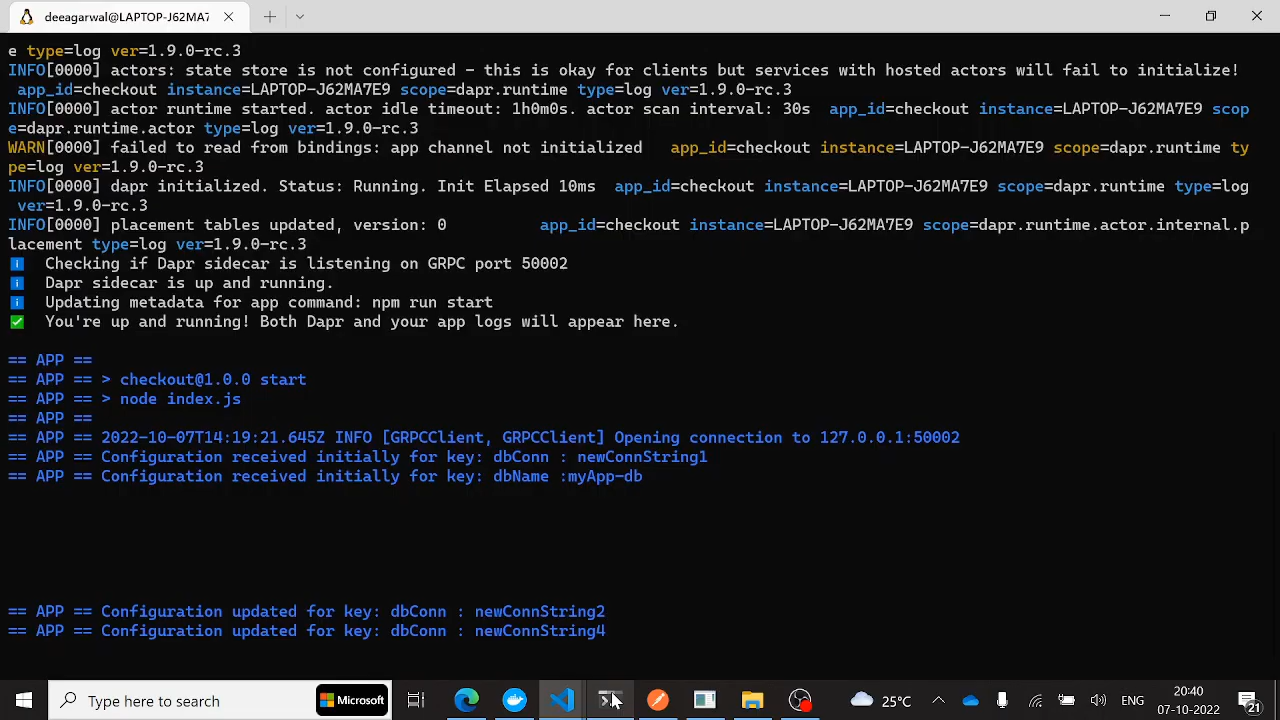 deeagarwal@LAPTOP-J62MA7
e type=log ver=1.9.0-rc.3
INFO[0000] actors: state store is not configured - this is okay for clients but services with hosted actors will fail to initialize!
app_id=checkout instance=LAPTOP-J62MA7E9 scope=dapr.runtime type=log ver=1.9.0-rc.3
INFO[0000] actor runtime started. actor idle timeout: 1h0m0s. actor scan interval: 30s  app_id=checkout instance=LAPTOP-J62MA7E9 scop
e=dapr.runtime.actor type=log ver=1.9.0-rc.3
WARN[0000] failed to read from bindings: app channel not initialized   app_id=checkout instance=LAPTOP-J62MA7E9 scope=dapr.runtime ty
pe=log ver=1.9.0-rc.3
INFO[0000] dapr initialized. Status: Running. Init Elapsed 10ms  app_id=checkout instance=LAPTOP-J62MA7E9 scope=dapr.runtime type=log
ver=1.9.0-rc.3
INFO[0000] placement tables updated, version: 0          app_id=checkout instance=LAPTOP-J62MA7E9 scope=dapr.runtime.actor.internal.p
lacement type=log ver=1.9.0-rc.3
Checking if Dapr sidecar is listening on GRPC port 50002
Dapr sidecar is up and running.
Updating metadata for app command: npm run start
You're up and running! Both Dapr and your app logs will appear here.
== APP ==
== APP == > checkout@1.0.0 start
== APP == > node index.js
== APP ==
== APP == 2022-10-07T14:19:21.645Z INFO [GRPCClient, GRPCClient] Opening connection to 127.0.0.1:50002
== APP == Configuration received initially for key: dbConn : newConnString1
== APP == Configuration received initially for key: dbName :myApp-db
== APP == Configuration updated for key: dbConn : newConnString2
== APP == Configuration updated for key: dbConn : newConnString4
Type here to search
Microsoft
25°C
ENG
20:40
07-10-2022
21